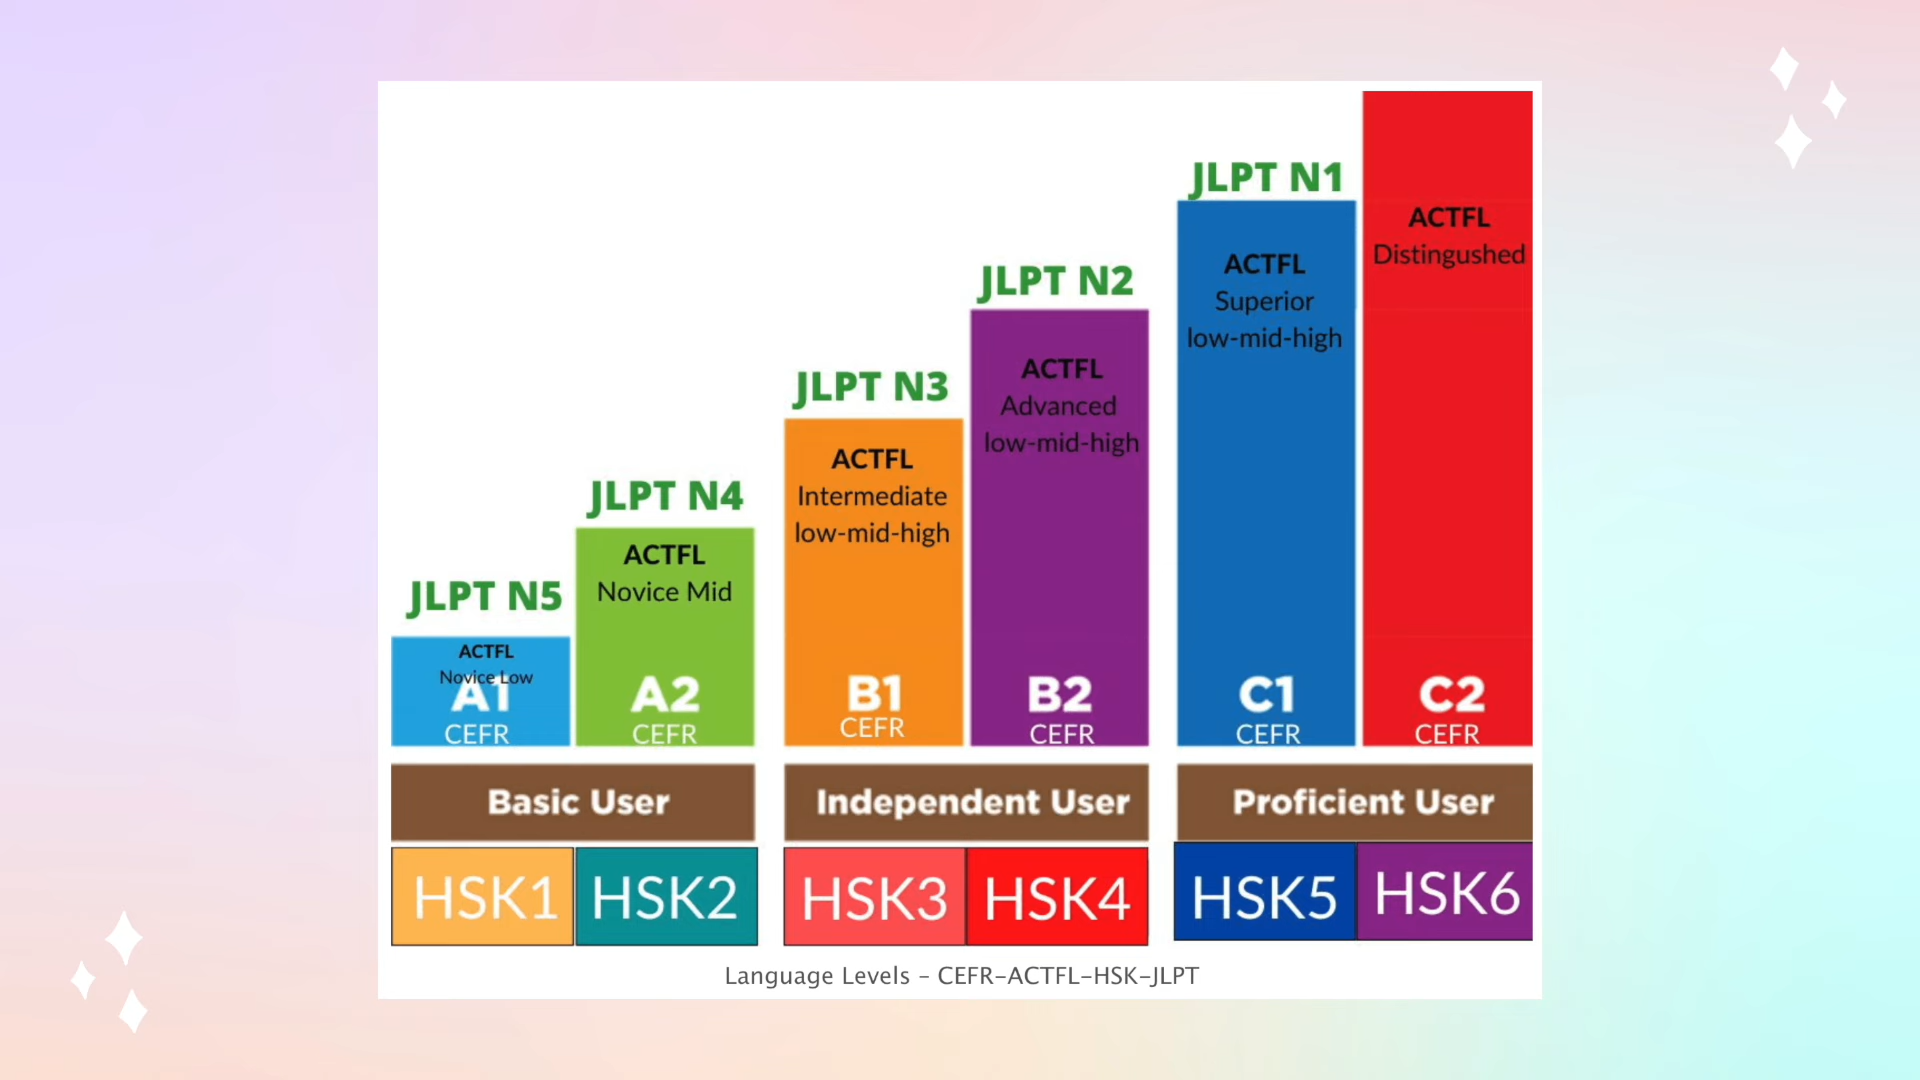 JLPT N5
ACTFL
Novice Low
A1
CEFR
JLPT N4
ACTFL
Novice Mid
A2
CEFR
JLPT N3
ACTFL
Intermediate
low-mid-high
B1
CEFR
JLPT N2
ACTFL
Advanced
low-mid-high
B2
CEFR
JLPT N1
ACTFL
Superior
low-mid-high
C1
CEFR
ACTFL
Distingushed
C2
CEFR
Basic User
Independent User
Proficient User
HSK1
HSK2
HSK3
HSK4
HSK5
HSK6
Language Levels – CEFR-ACTFL-HSK-JLPT